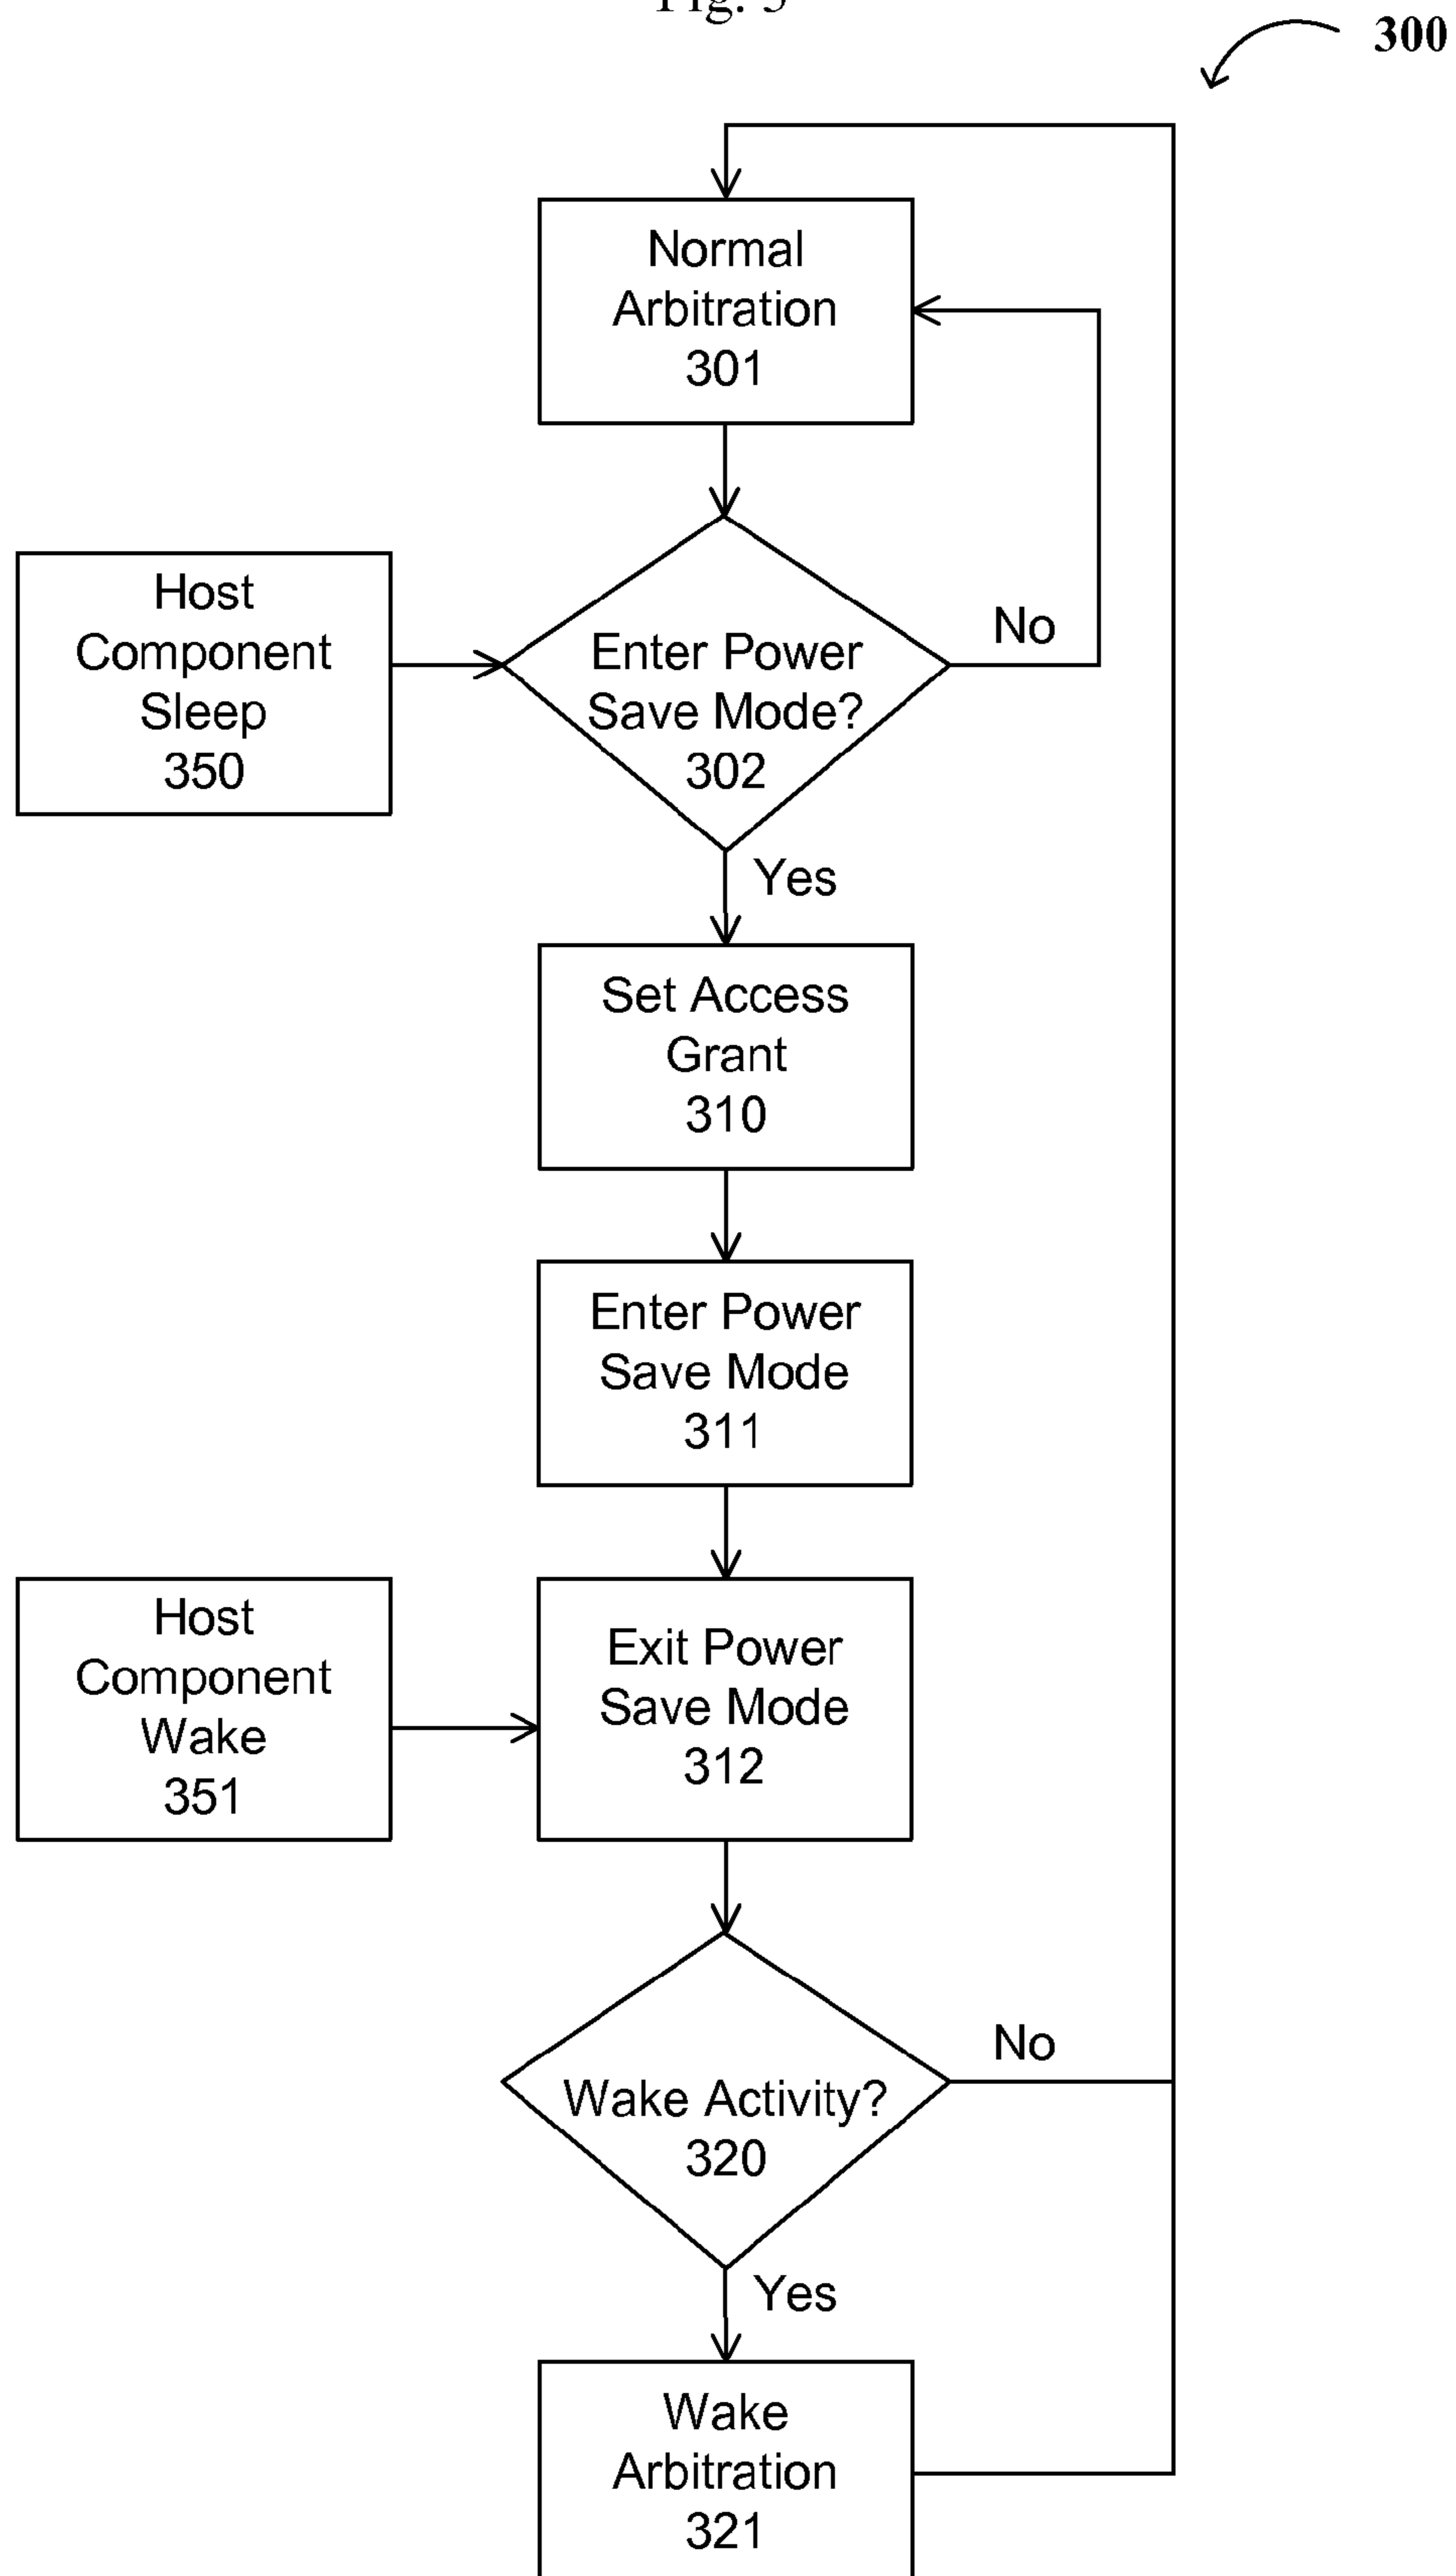 Fig. 3
300
Normal
Arbitration
301
Host
Component
Sleep
350
Enter Power
Save Mode?
302
No
Yes
Set Access
Grant
310
Enter Power
Save Mode
311
Host
Component
Wake
351
Exit Power
Save Mode
312
Wake Activity?
320
No
Yes
Wake
Arbitration
321